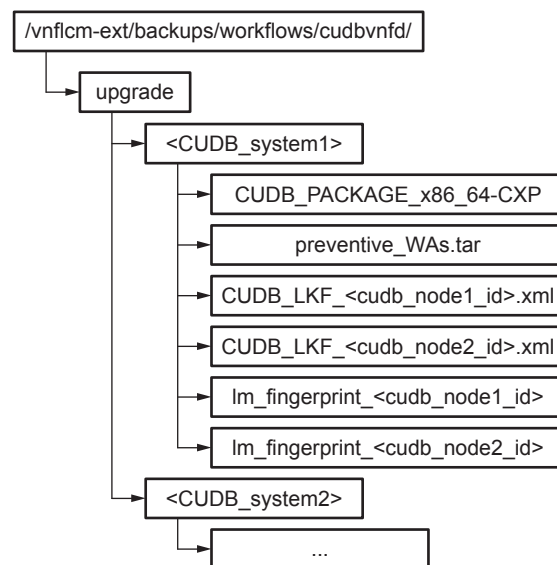 /vnflcm-ext/backups/workflows/cudbvnfd/
upgrade
<CUDB_system1>
CUDB_PACKAGE_x86_64-CXP
preventive_WAs.tar
CUDB_LKF_<cudb_node1_id>.xml
CUDB_LKF_<cudb_node2_id>.xml
lm_fingerprint_<cudb_node1_id>
lm_fingerprint_<cudb_node2_id>
<CUDB_system2>
...